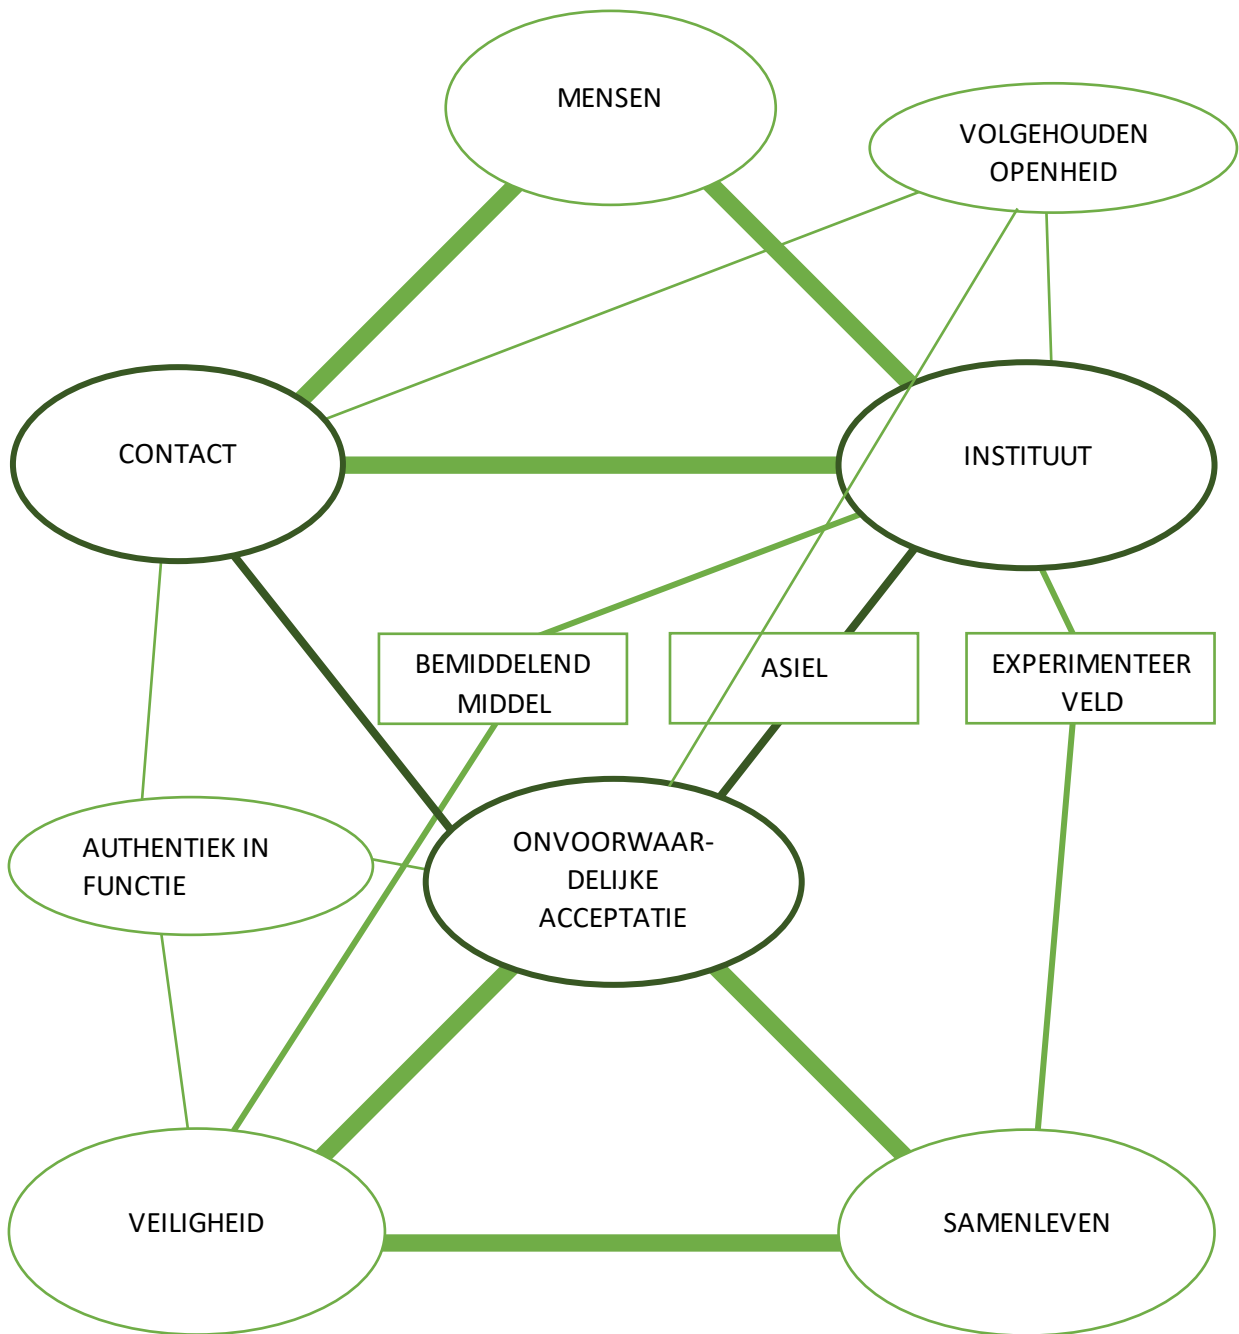 MENSEN
VOLGEHOUDEN
OPENHEID
CONTACT
INSTITUUT
BEMIDDELEND
MIDDEL
ASIEL
EXPERIMENTEER
VELD
AUTHENTIEK IN
FUNCTIE
ONVOORWAAR-
DELIJKE
ACCEPTATIE
VEILIGHEID
SAMENLEVEN